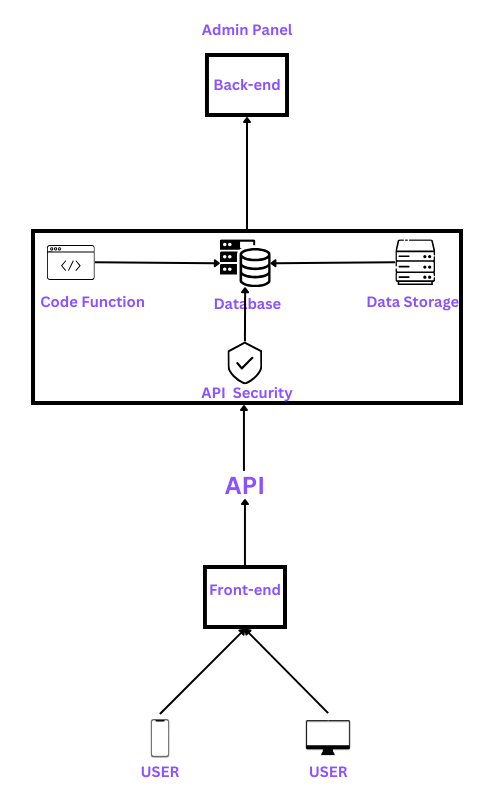 Admin Panel
Back-end
</>
Code Function
Database
Data Storage
API Security
API
Front-end
USER
USER